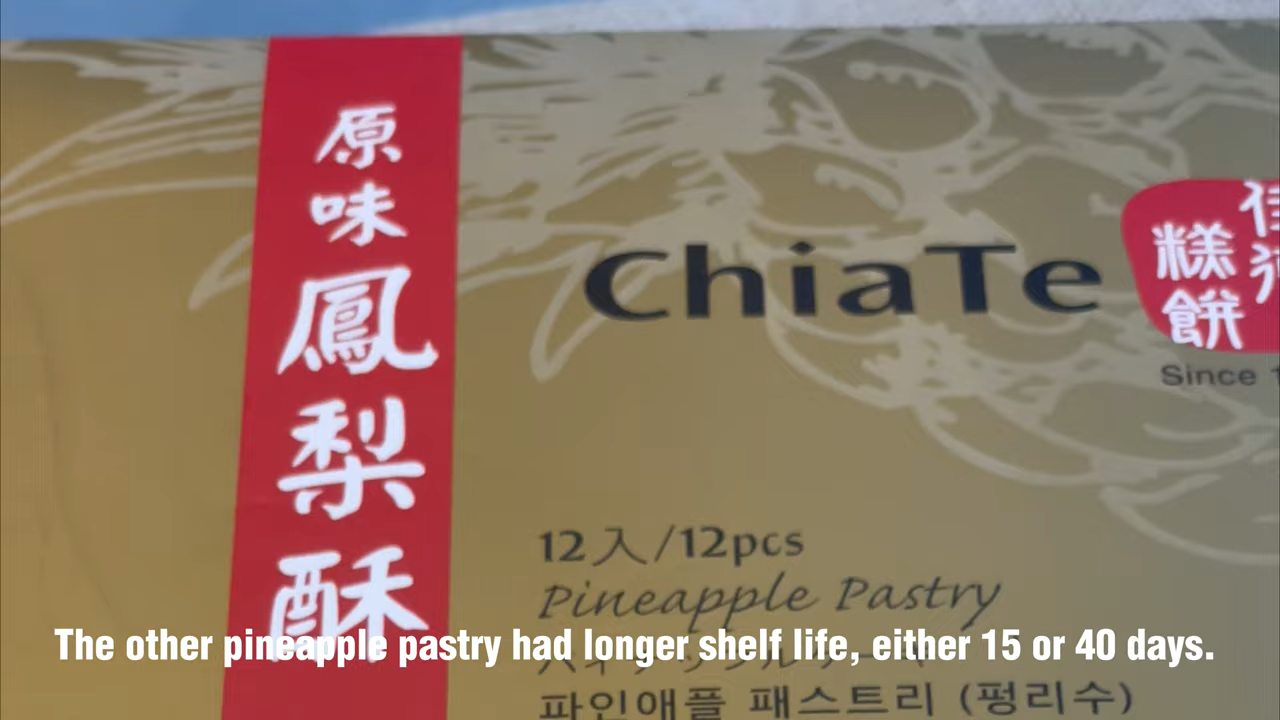 原味鳳梨酥
ChiaTe
糕餅
Since
12入/12pcs
Pineapple Pastry
The other pineapple pastry had longer shelf life, either 15 or 40 days.
파인애플 패스트리 (펑리수)